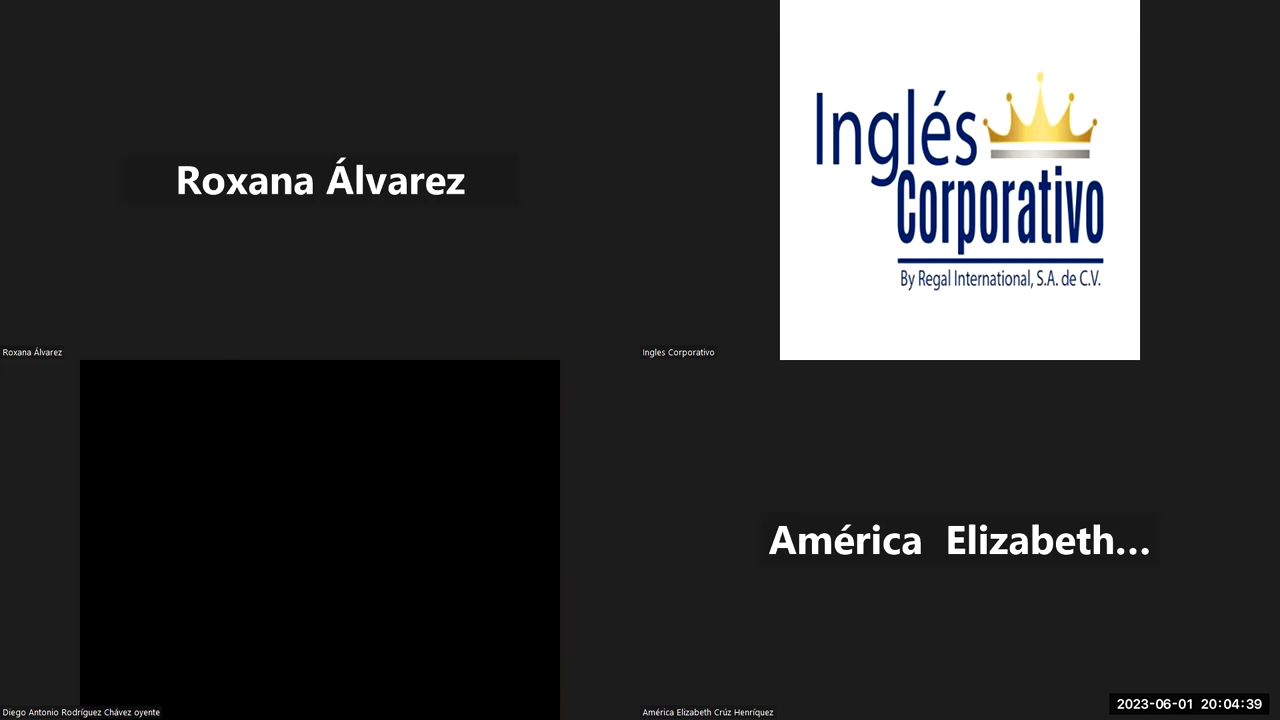 Roxana Álvarez
Roxana Álvarez
Inglés
Corporativo
By Regal International, S.A. de C.V.
Ingles Corporativo
Diego Antonio Rodríguez Chávez oyente
América Elizabeth...
América Elizabeth Crúz Henríquez
2023-06-01 20:04:39